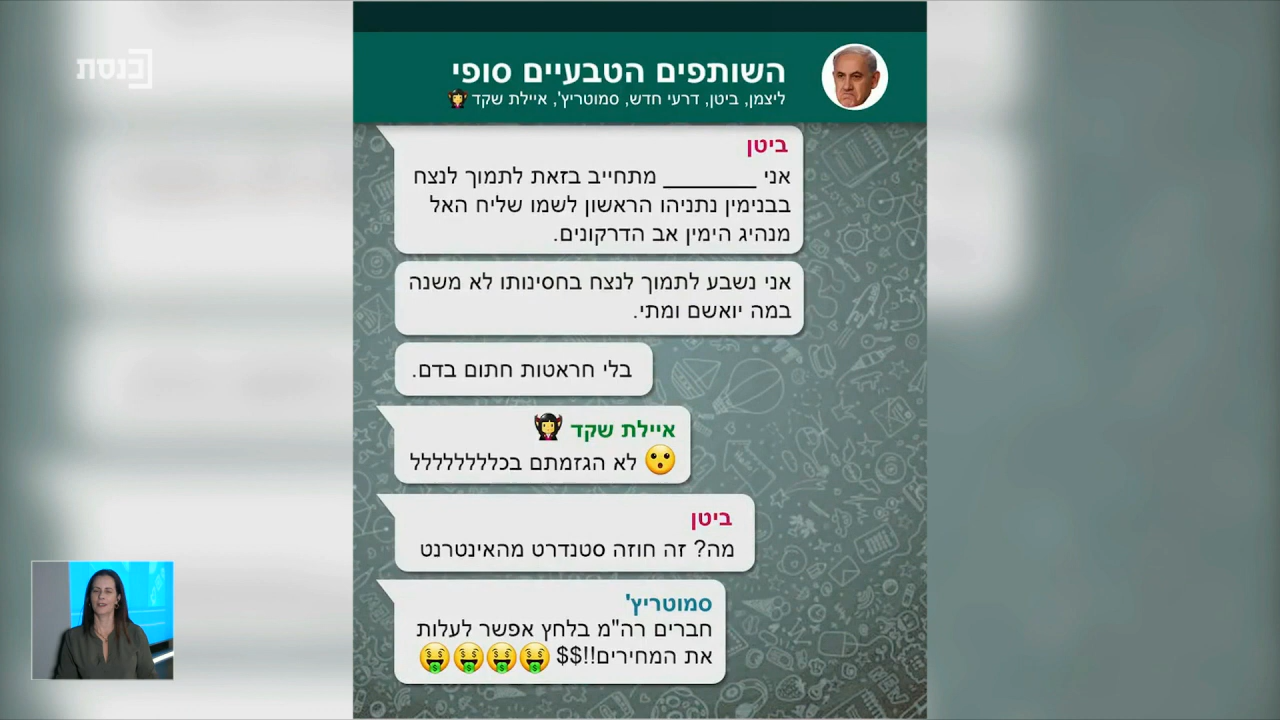 כנסת
השותפים הטבעיים סופי
ליצמן, ביטן, דרעי חדש, סמוטריץ', איילת שקד
ביטן
אני ________ מתחייב בזאת לתמוך לנצח
בבנימין נתניהו הראשון לשמו שליח האל
מנהיג הימין אב הדרקונים.
אני נשבע לתמוך לנצח בחסינותו לא משנה
במה יואשם ומתי.
בלי חראטות חתום בדם.
איילת שקד
לא הגזמתם בכללללללללל
ביטן
מה? זה חוזה סטנדרט מהאינטרנט
סמוטריץ'
חברים רה"מ בלחץ אפשר לעלות
את המחירים!!$$